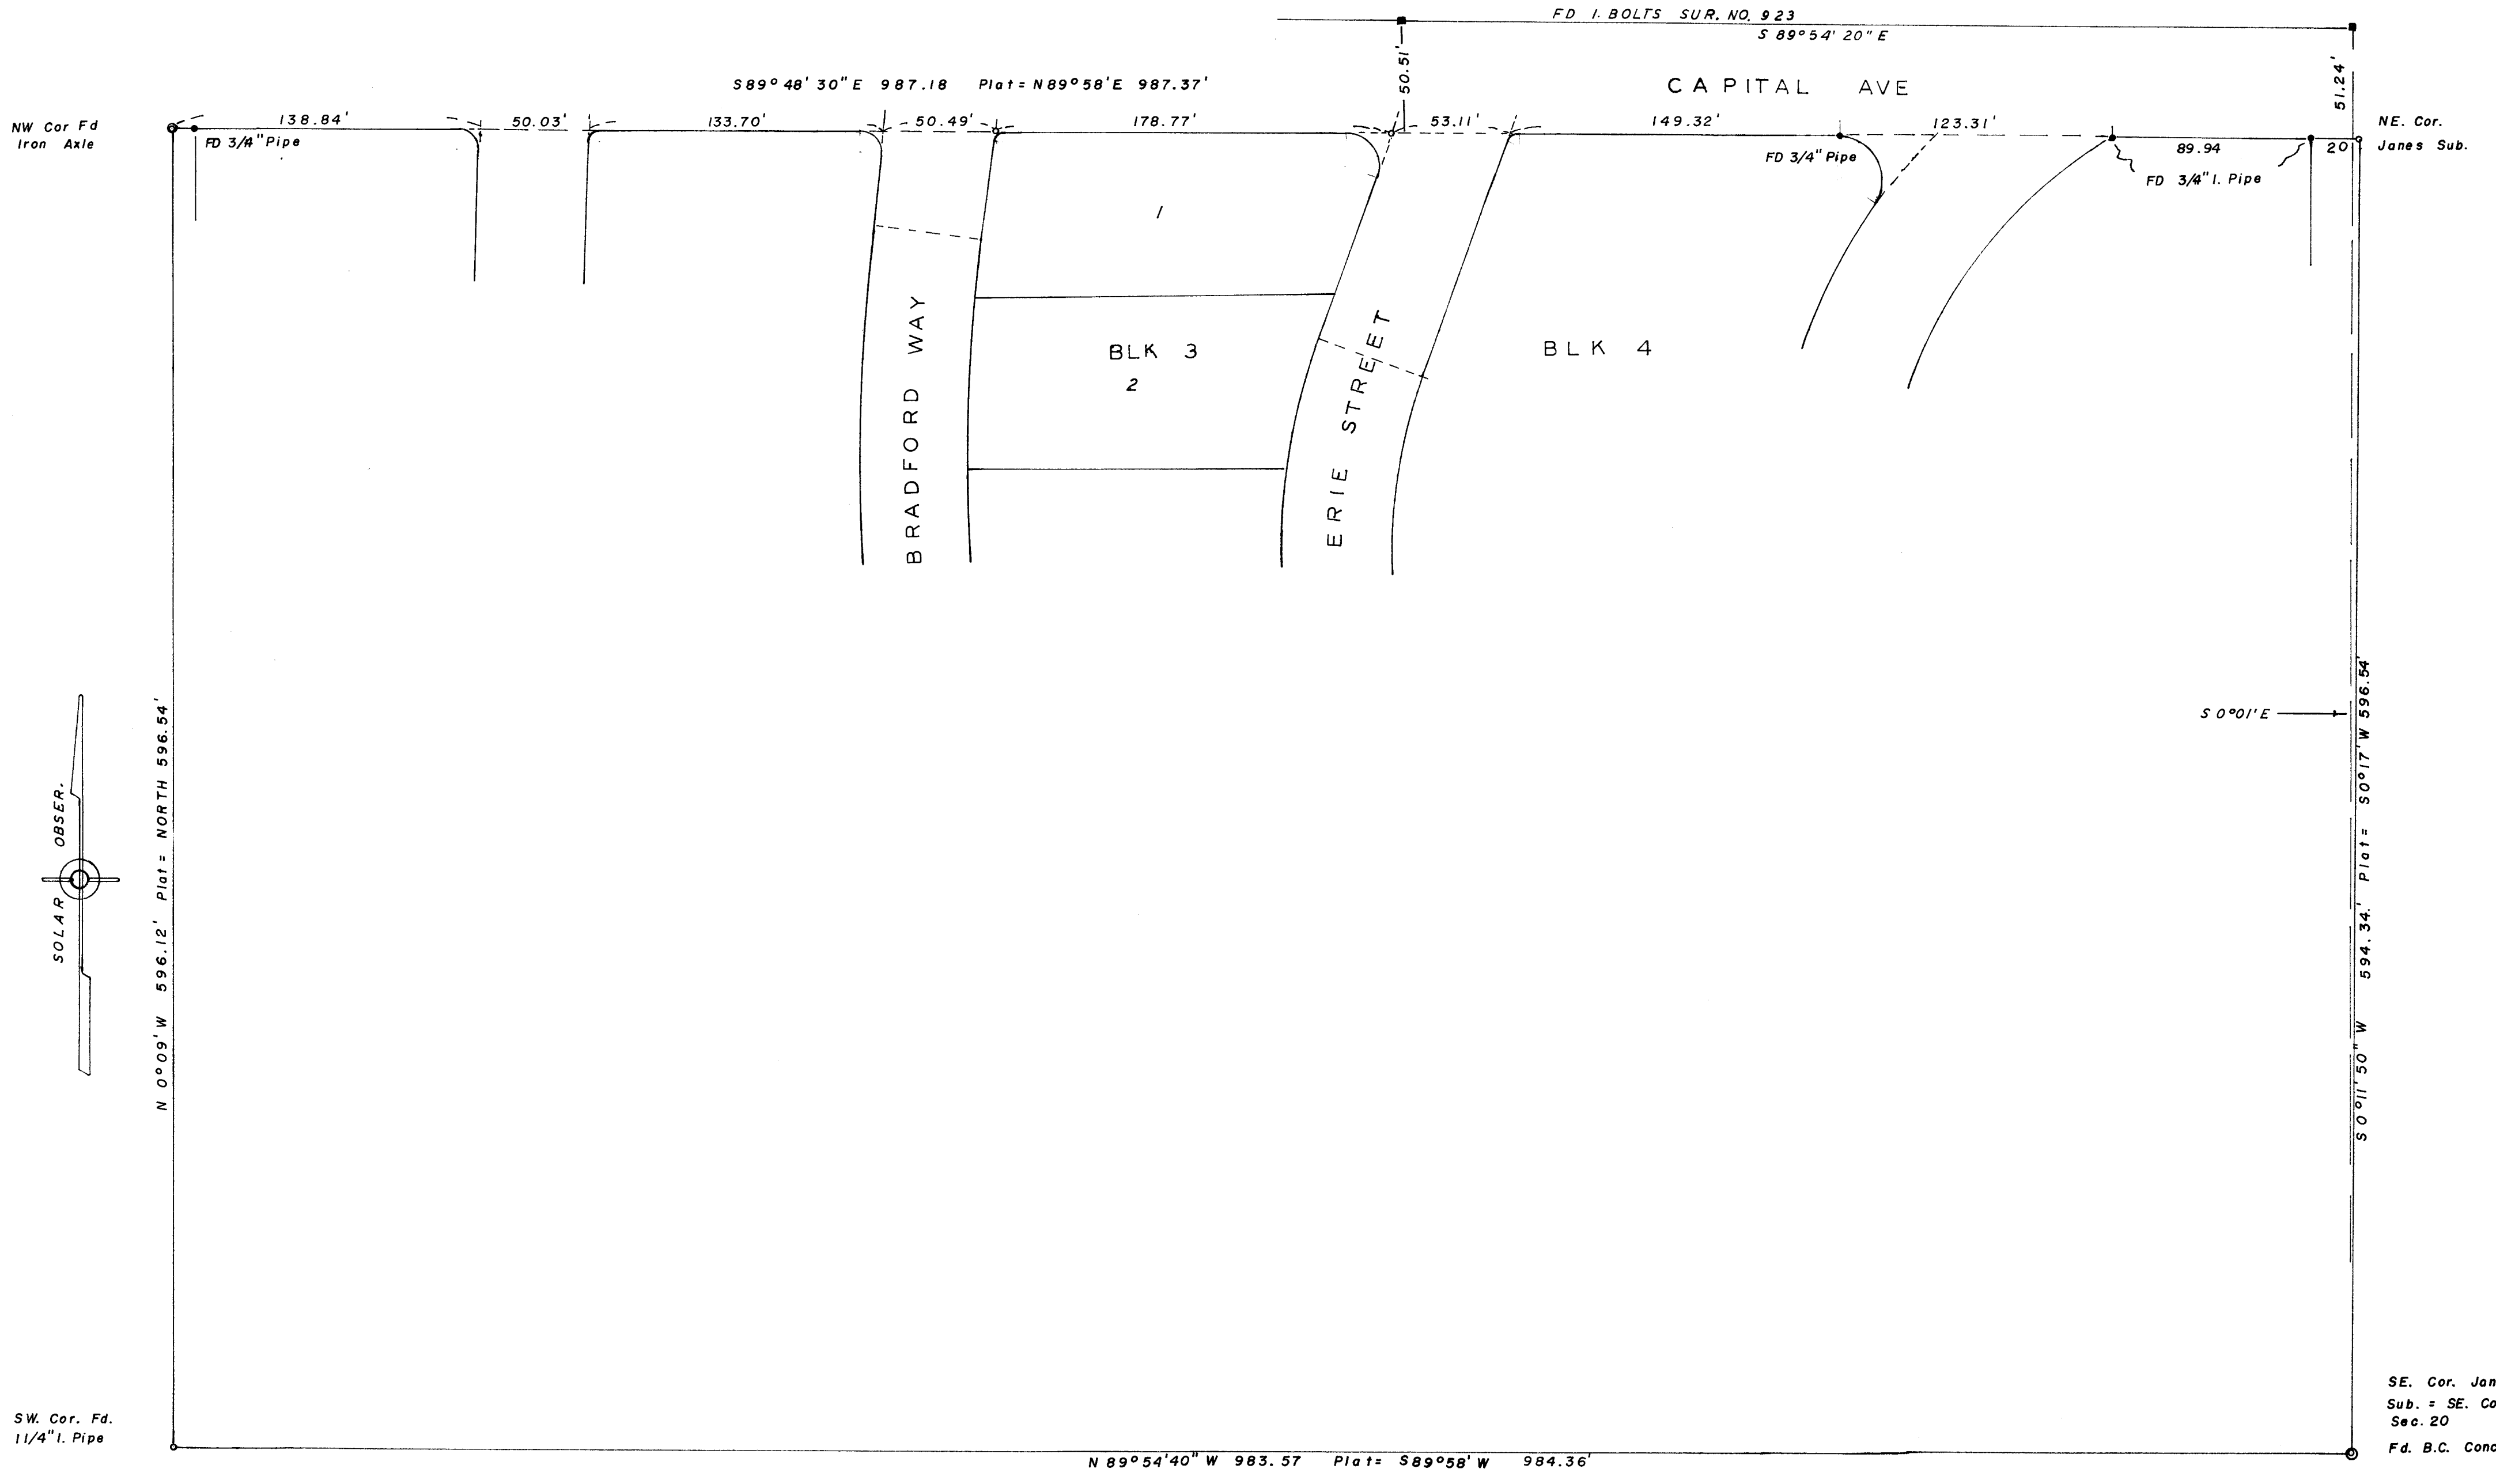 FD I. BOLTS SUR. NO. 923
S 89°54' 20" E
50.51'
51.24'
S89°48' 30" E 987.18 Plat= N89°58'E 987.37'
CAPITAL AVE
NW Cor Fd
Iron Axle
138.84'
50.03'
133.70'
50.49'
178.77'
53.11'
149.32'
123.31'
89.94
20
NE. Cor.
Janes Sub.
FD 3/4" Pipe
FD 3/4" Pipe
FD 3/4" I. Pipe
1
BLK 3
2
BLK 4
BRADFORD WAY
ERIE STREET
SOLAR OBSER.
N 0°09' W 596.12' Plat= NORTH 596.54'
S 0°01' E
S 0°11' 50" W 594.34.' Plat= S0°17' W 596.54'
SW. Cor. Fd.
1 1/4" I. Pipe
N 89°54'40" W 983.57 Plat= S89°58' W 984.36'
SE. Cor. Jan
Sub. = SE. Co
Sec. 20
Fd. B.C. Conc